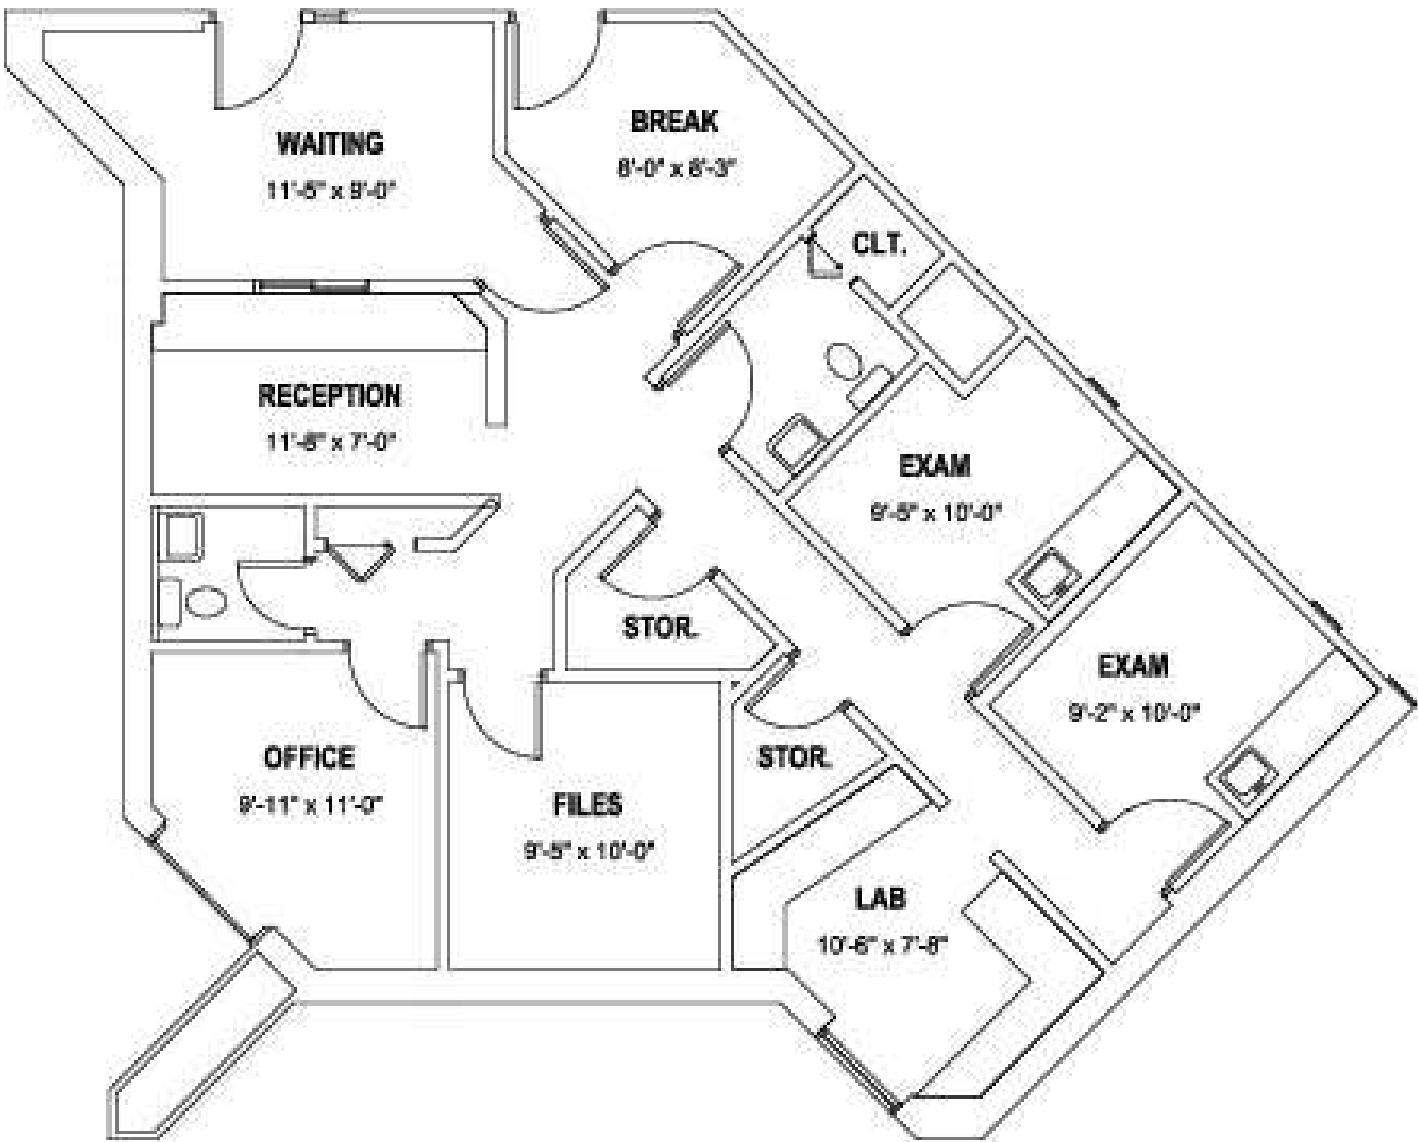 WAITING
11'-5" x 9'-0"
BREAK
8'-0" x 8'-3"
CLT.
RECEPTION
11'-8" x 7'-0"
EXAM
9'-5" x 10'-0"
STOR.
EXAM
9'-2" x 10'-0"
OFFICE
9'-11" x 11'-0"
STOR.
FILES
9'-5" x 10'-0"
LAB
10'-6" x 7'-8"